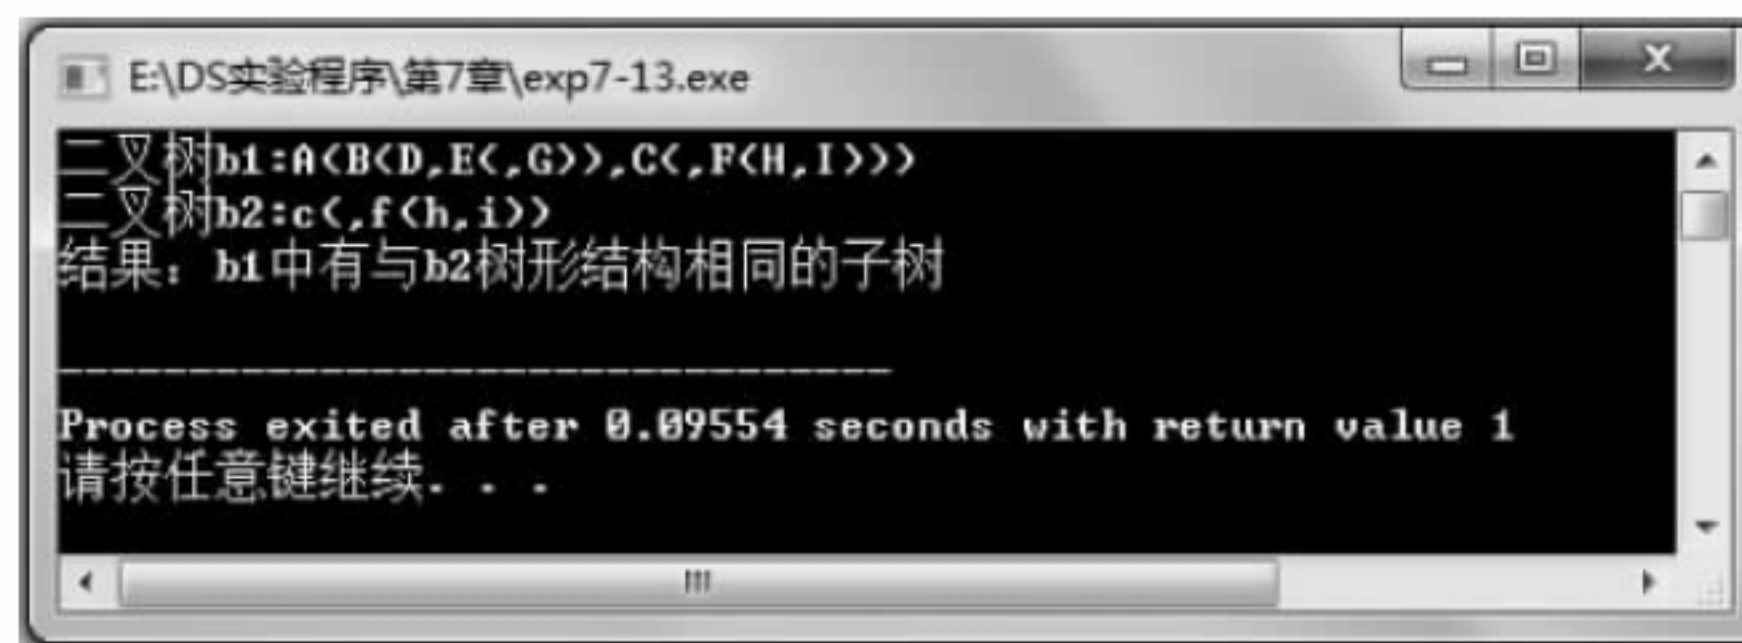 E:\DS实验程序\第7章\exp7-13.exe
二叉树b1:A(B(D,E(,G)),C(,F(H,I)))
二叉树b2:c(,f(h,i))
结果：b1中有与b2树形结构相同的子树
--------------------------------
Process exited after 0.09554 seconds with return value 1
请按任意键继续. . .